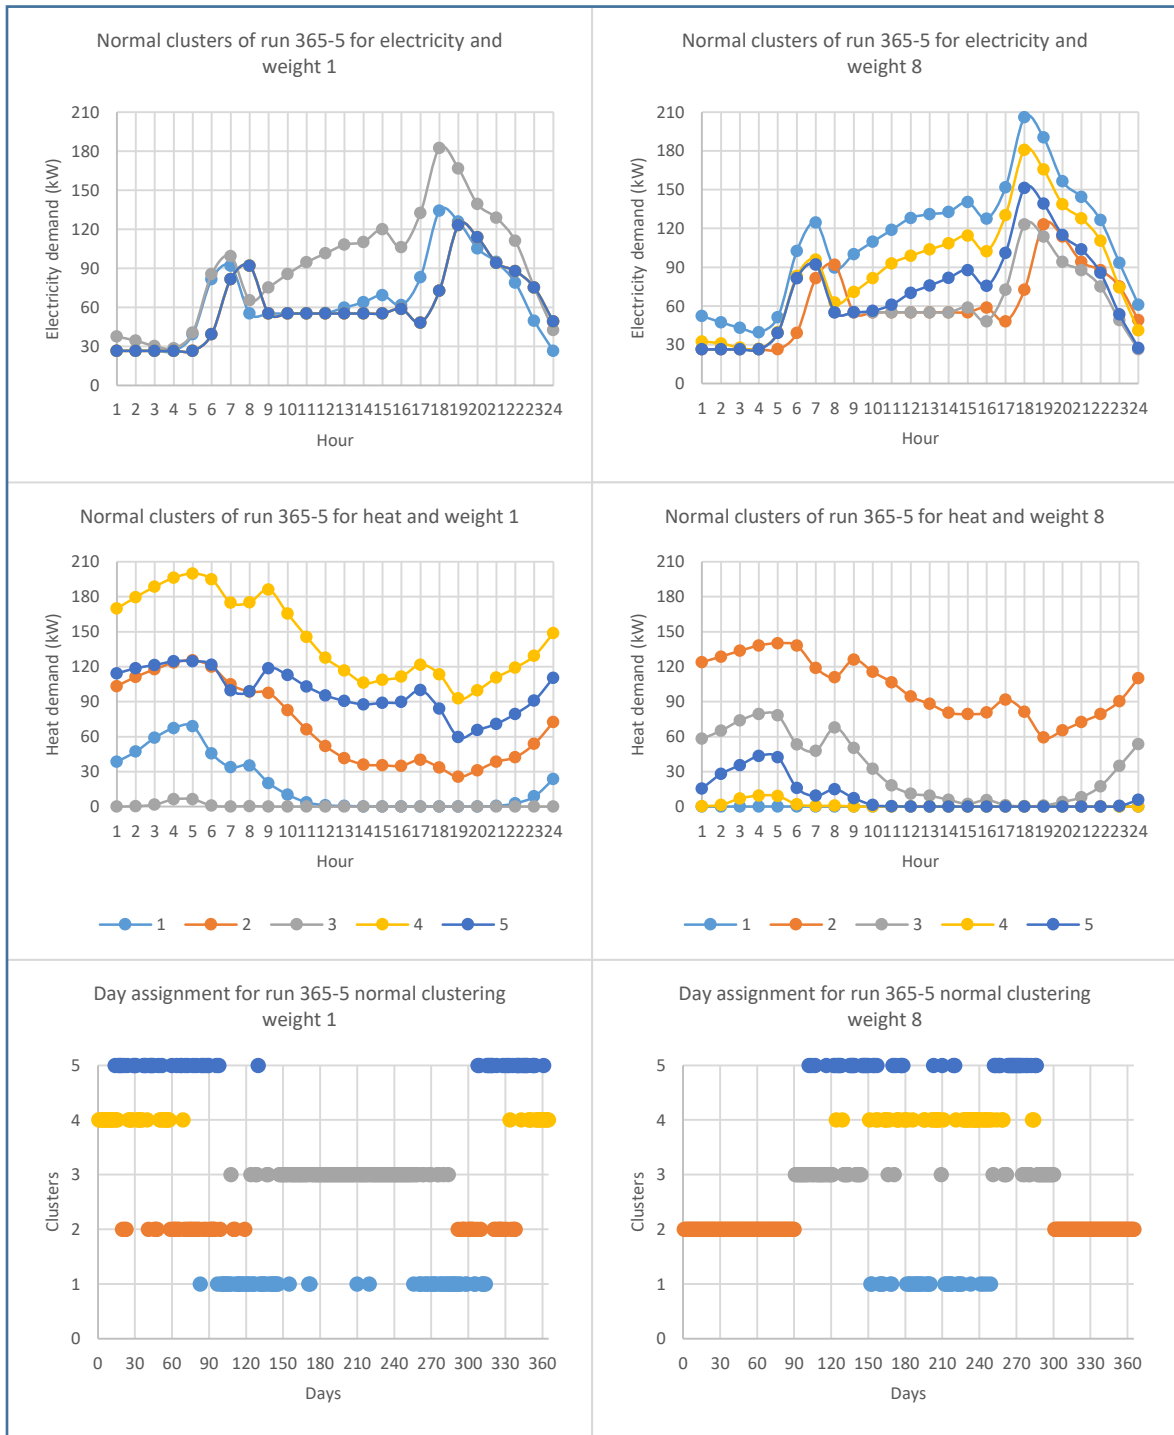 Normal clusters of run 365-5 for electricity and
weight 1
Electricity demand (kW)
210
180
150
120
90
60
30
0
1 2 3 4 5 6 7 8 9 10 11 12 13 14 15 16 17 18 19 20 21 22 23 24
Hour
Normal clusters of run 365-5 for electricity and
weight 8
Electricity demand (kW)
210
180
150
120
90
60
30
0
1 2 3 4 5 6 7 8 9 10 11 12 13 14 15 16 17 18 19 20 21 22 23 24
Hour
Normal clusters of run 365-5 for heat and weight 1
Heat demand (kW)
210
180
150
120
90
60
30
0
1 2 3 4 5 6 7 8 9 10 11 12 13 14 15 16 17 18 19 20 21 22 23 24
Hour
1 2 3 4 5
Normal clusters of run 365-5 for heat and weight 8
Heat demand (kW)
210
180
150
120
90
60
30
0
1 2 3 4 5 6 7 8 9 10 11 12 13 14 15 16 17 18 19 20 21 22 23 24
Hour
1 2 3 4 5
Day assignment for run 365-5 normal clustering
weight 1
Clusters
5
4
3
2
1
0
0 30 60 90 120 150 180 210 240 270 300 330 360
Days
Day assignment for run 365-5 normal clustering
weight 8
Clusters
5
4
3
2
1
0
0 30 60 90 120 150 180 210 240 270 300 330 360
Days